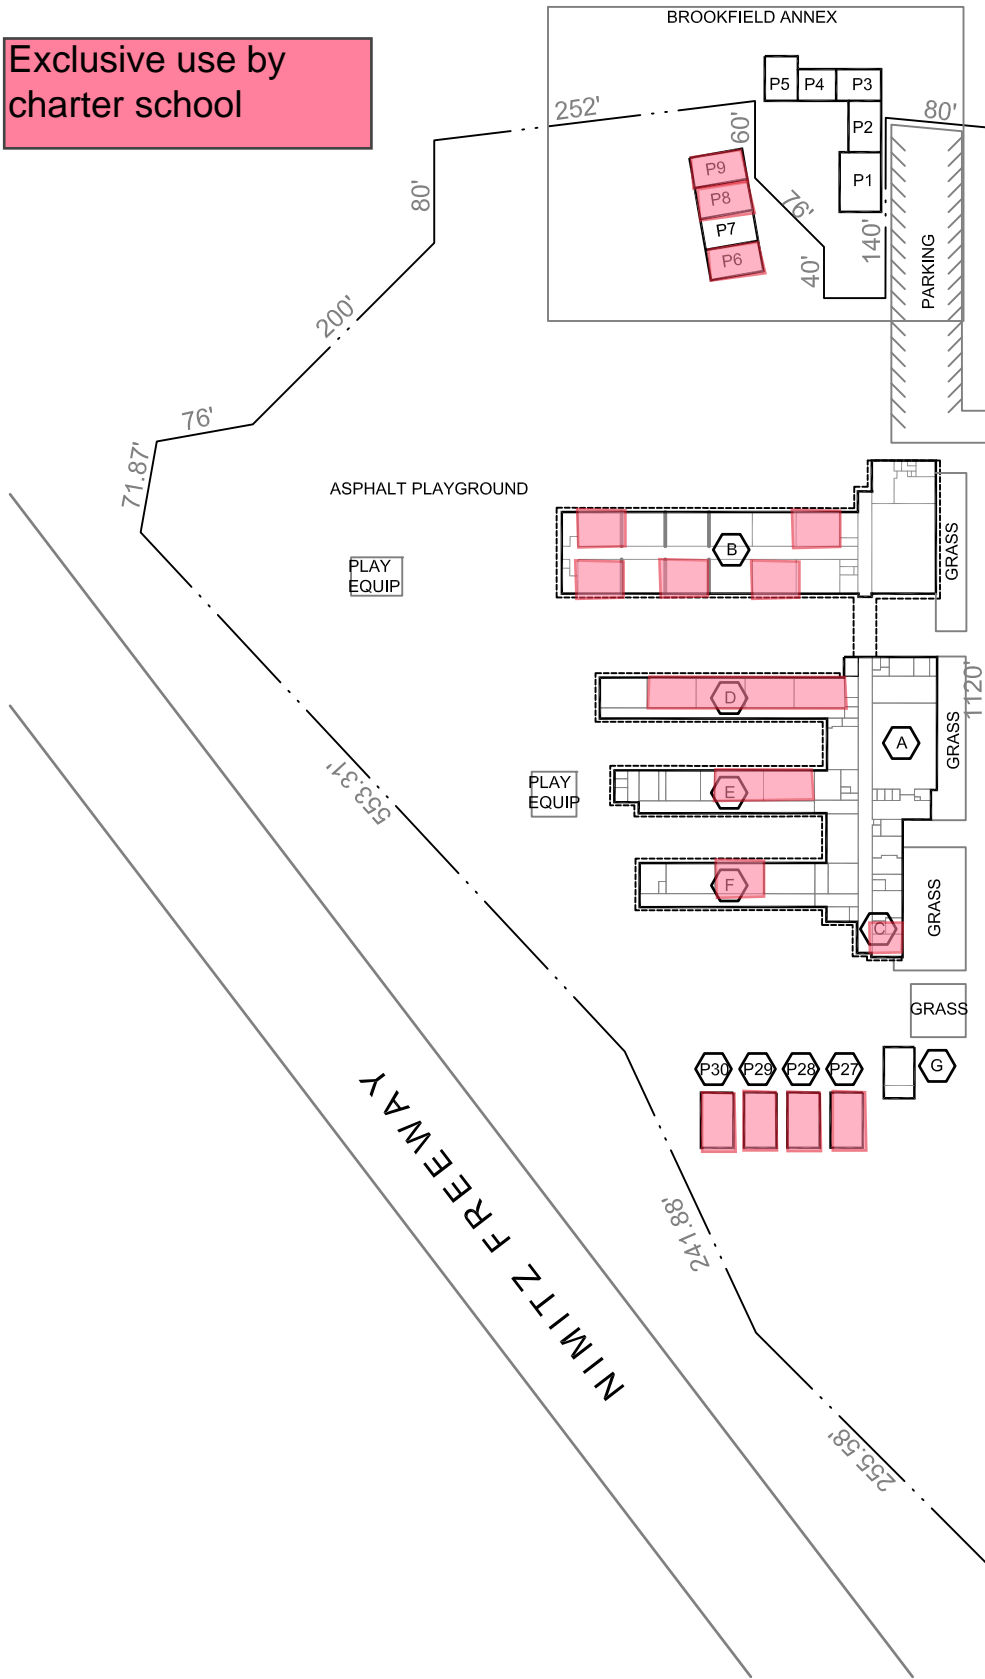 Exclusive use by
charter school
BROOKFIELD ANNEX
P5
P4
P3
P2
P1
252'
60'
80'
P9
P8
P7
P6
76'
40'
140'
PARKING
80'
200'
76'
71.87'
ASPHALT PLAYGROUND
PLAY
EQUIP
B
GRASS
1120'
D
A
GRASS
553.31'
PLAY
EQUIP
E
F
C
GRASS
GRASS
P30
P29
P28
P27
G
NIMITZ FREEWAY
241.88'
255.58'